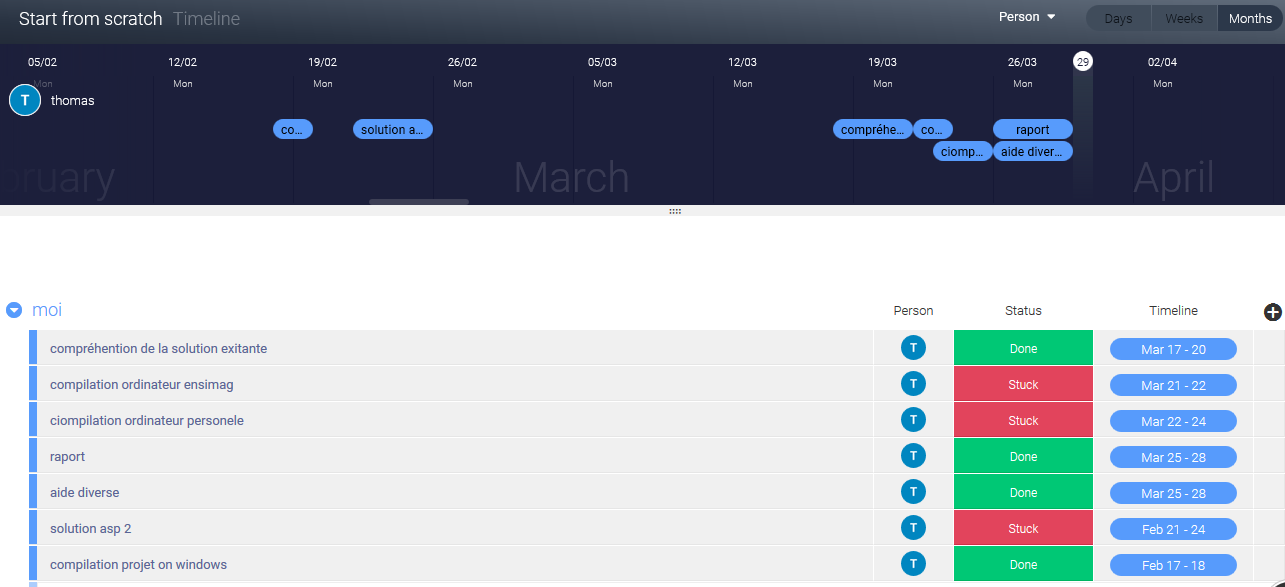 Start from scratch Timeline Person Days Weeks Months
05/02 12/02 19/02 26/02 05/03 12/03 19/03 26/03 29 02/04
Mon Mon Mon Mon Mon Mon Mon Mon Mon
T thomas
co... solution a... compréhe... co... raport
ciomp... aide diver...
bruary March April
moi Person Status Timeline
compréhention de la solution exitante T Done Mar 17 - 20
compilation ordinateur ensimag T Stuck Mar 21 - 22
ciompilation ordinateur personele T Stuck Mar 22 - 24
raport T Done Mar 25 - 28
aide diverse T Done Mar 25 - 28
solution asp 2 T Stuck Feb 21 - 24
compilation projet on windows T Done Feb 17 - 18